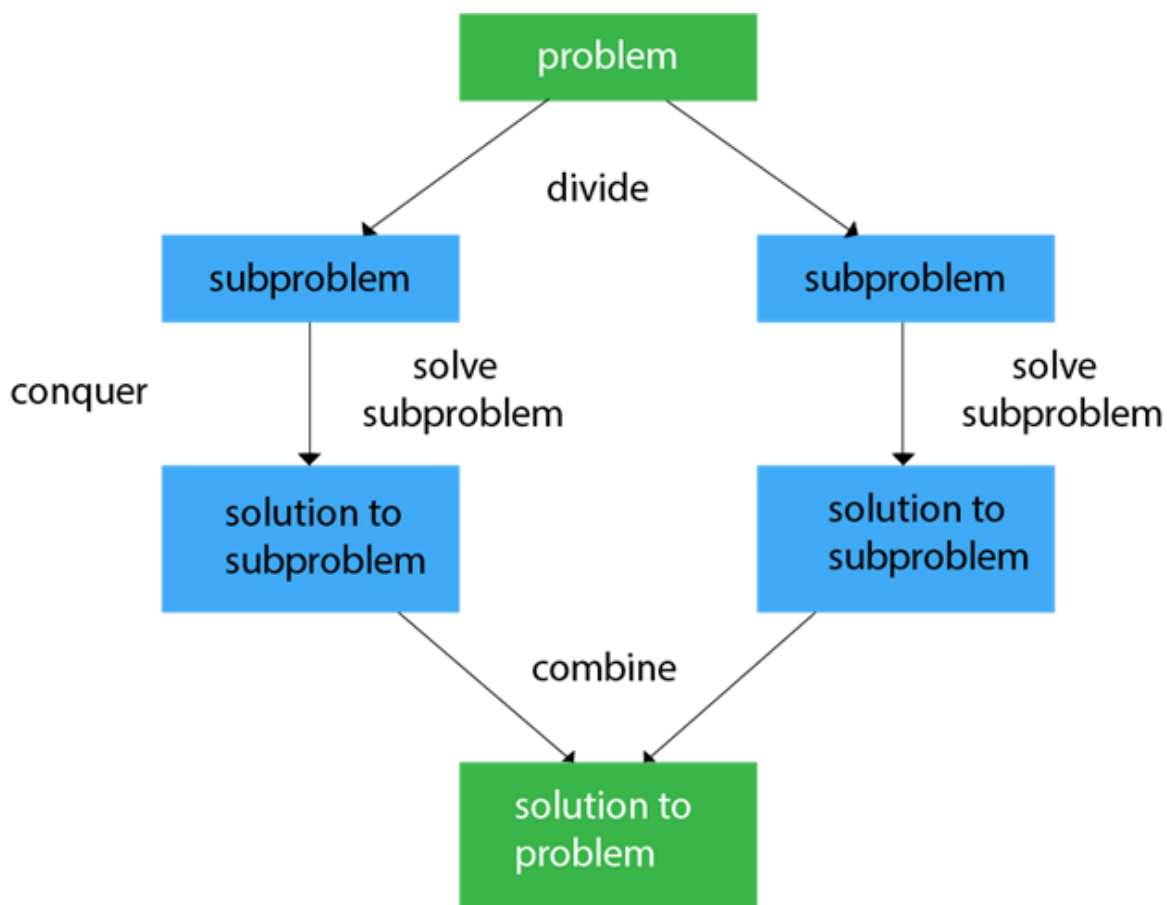 problem
divide
subproblem
subproblem
conquer
solve
subproblem
solve
subproblem
solution to
subproblem
solution to
subproblem
combine
solution to
problem